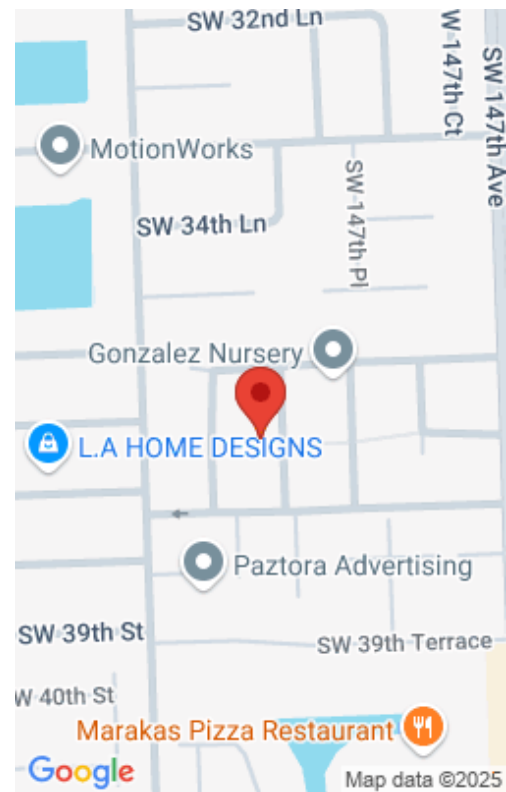 SW 32nd Ln
W 147th Ct
SW 147th Ave
MotionWorks
SW 147th Pl
SW 34th Ln
Gonzalez Nursery
L.A HOME DESIGNS
Paztora Advertising
SW 39th St
SW 39th Terrace
W 40th St
Marakas Pizza Restaurant
Google
Map data ©2025